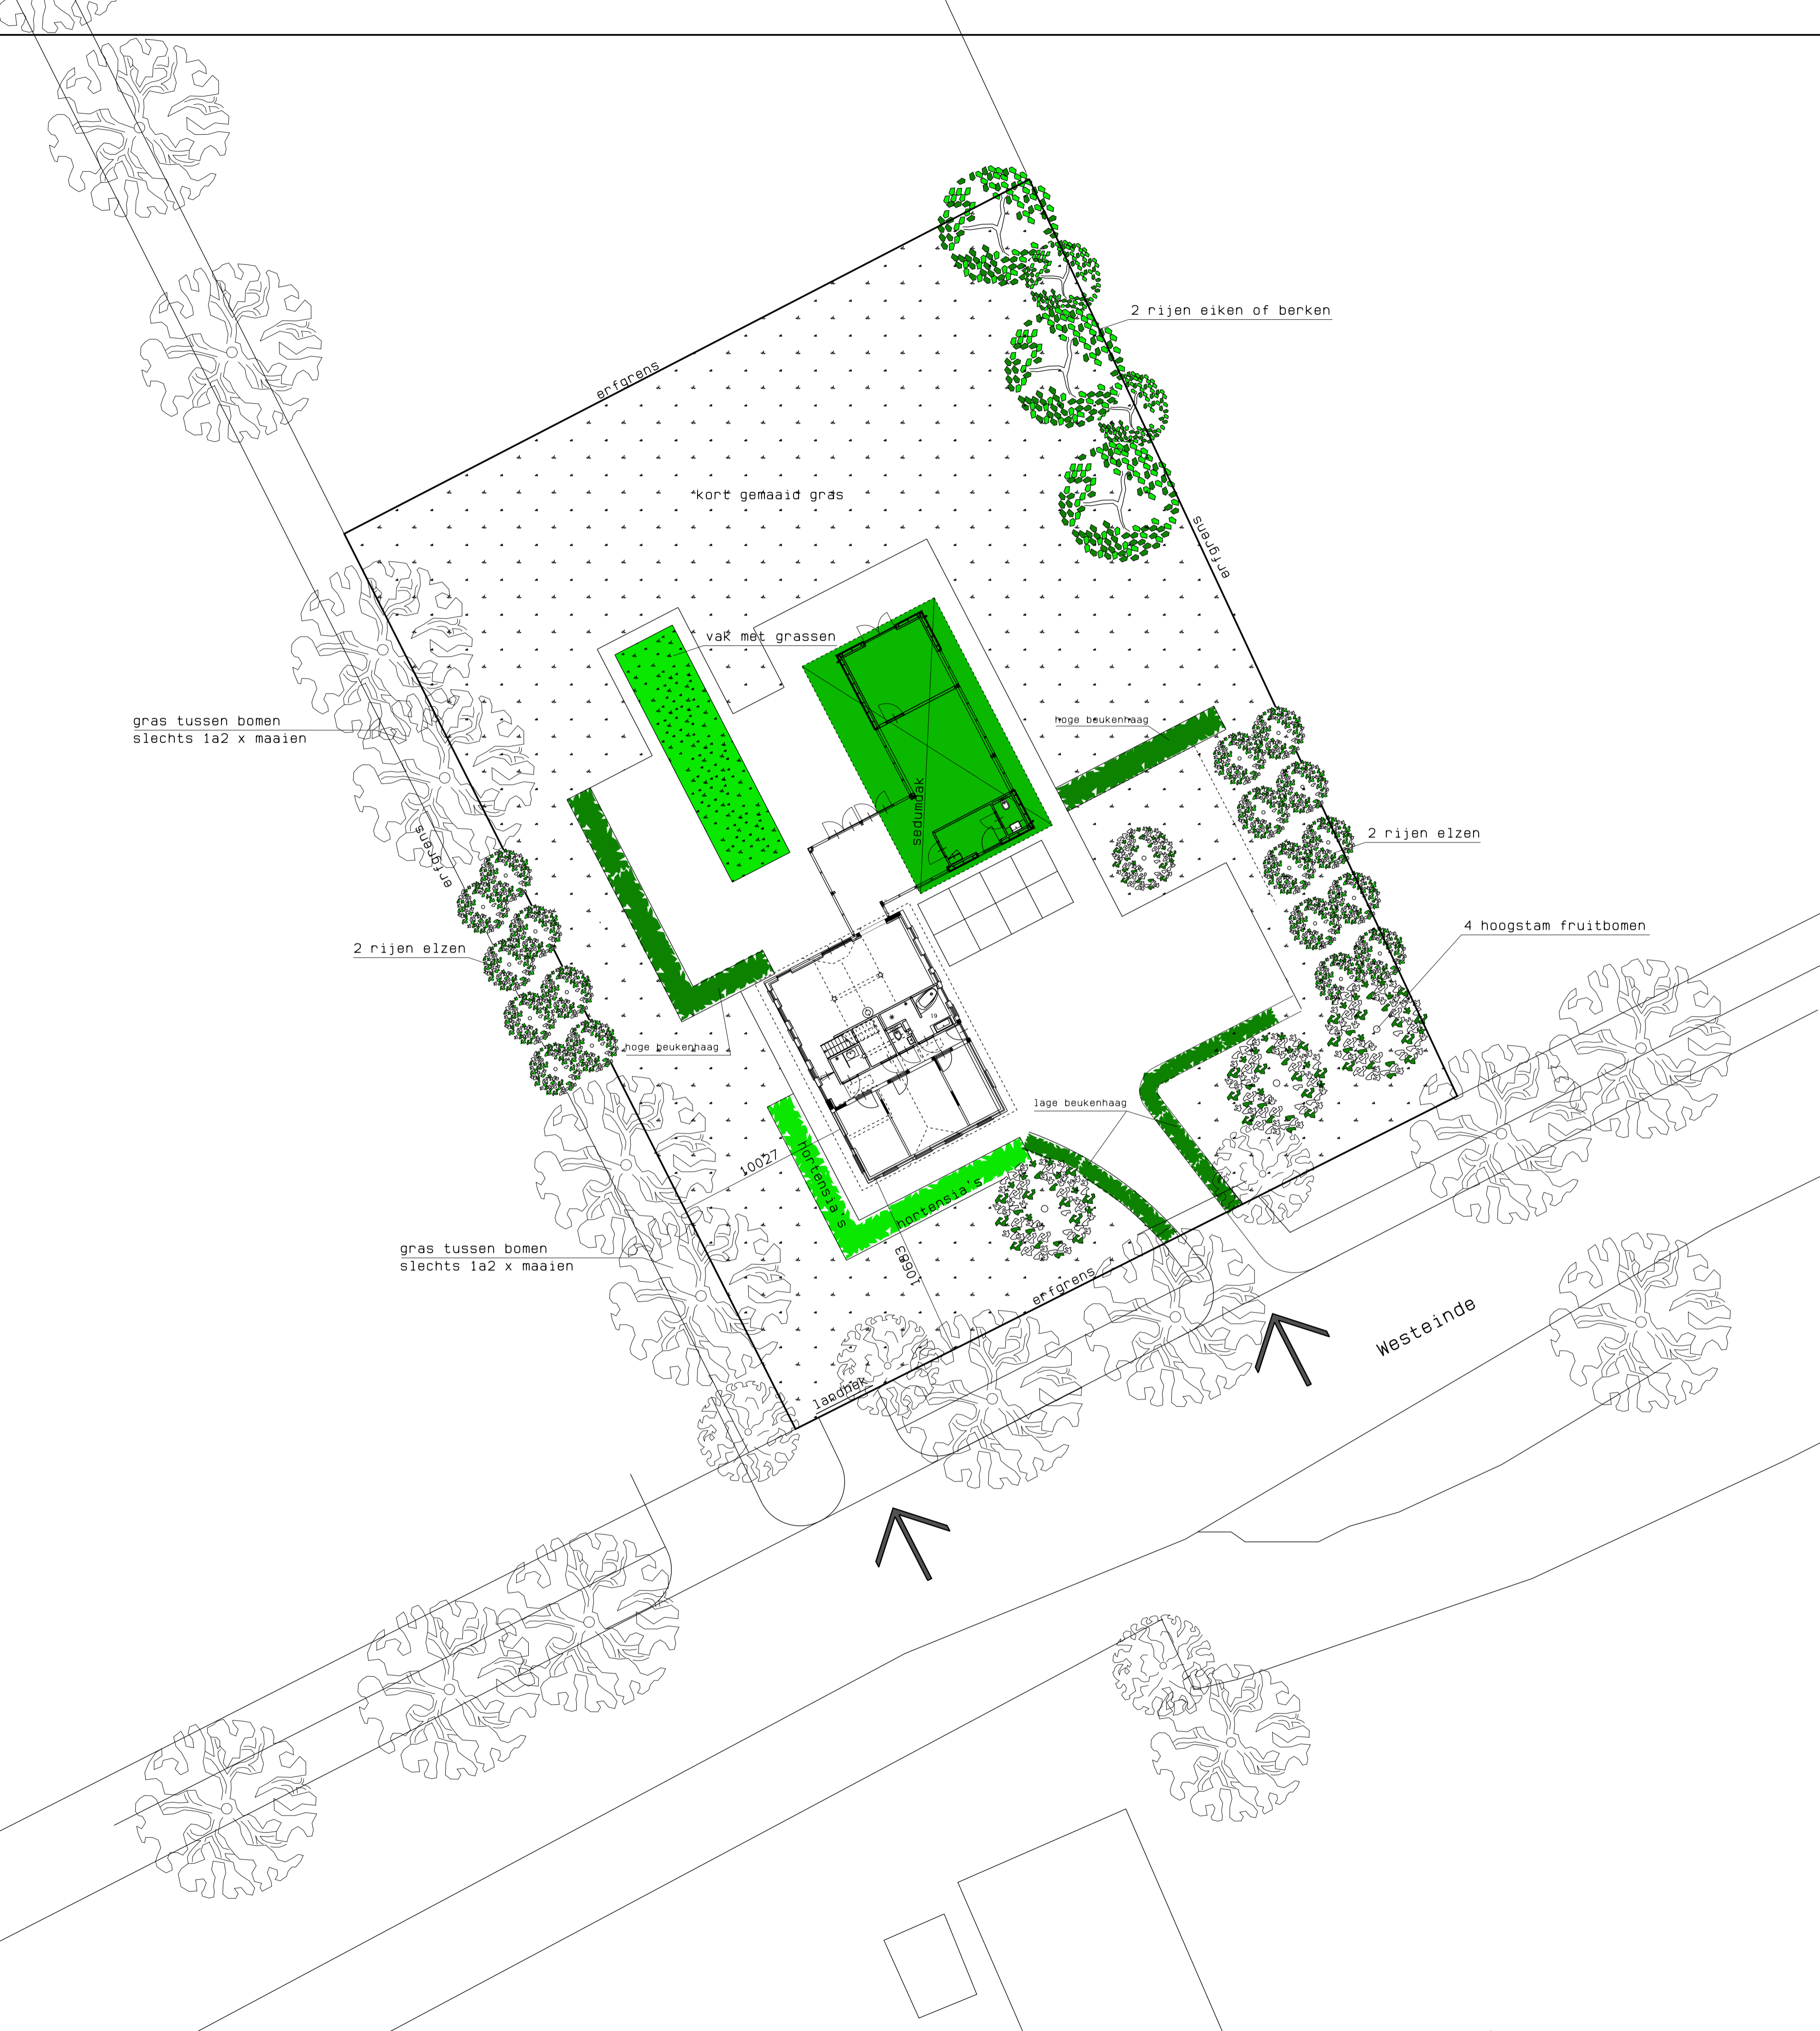 2 rijen eiken of berken
erfgrens
kort gemaaid gras
erfgrens
vak met grassen
gras tussen bomen
slechts 1a2 x maaien
hoge beukenhaag
sedumdak
erfgrens
2 rijen elzen
4 hoogstam fruitbomen
2 rijen elzen
19
hoge beukenhaag
lage beukenhaag
10027
hortensia's
hortensia's
gras tussen bomen
slechts 1a2 x maaien
10683
erfgrens
Westeinde
landhek